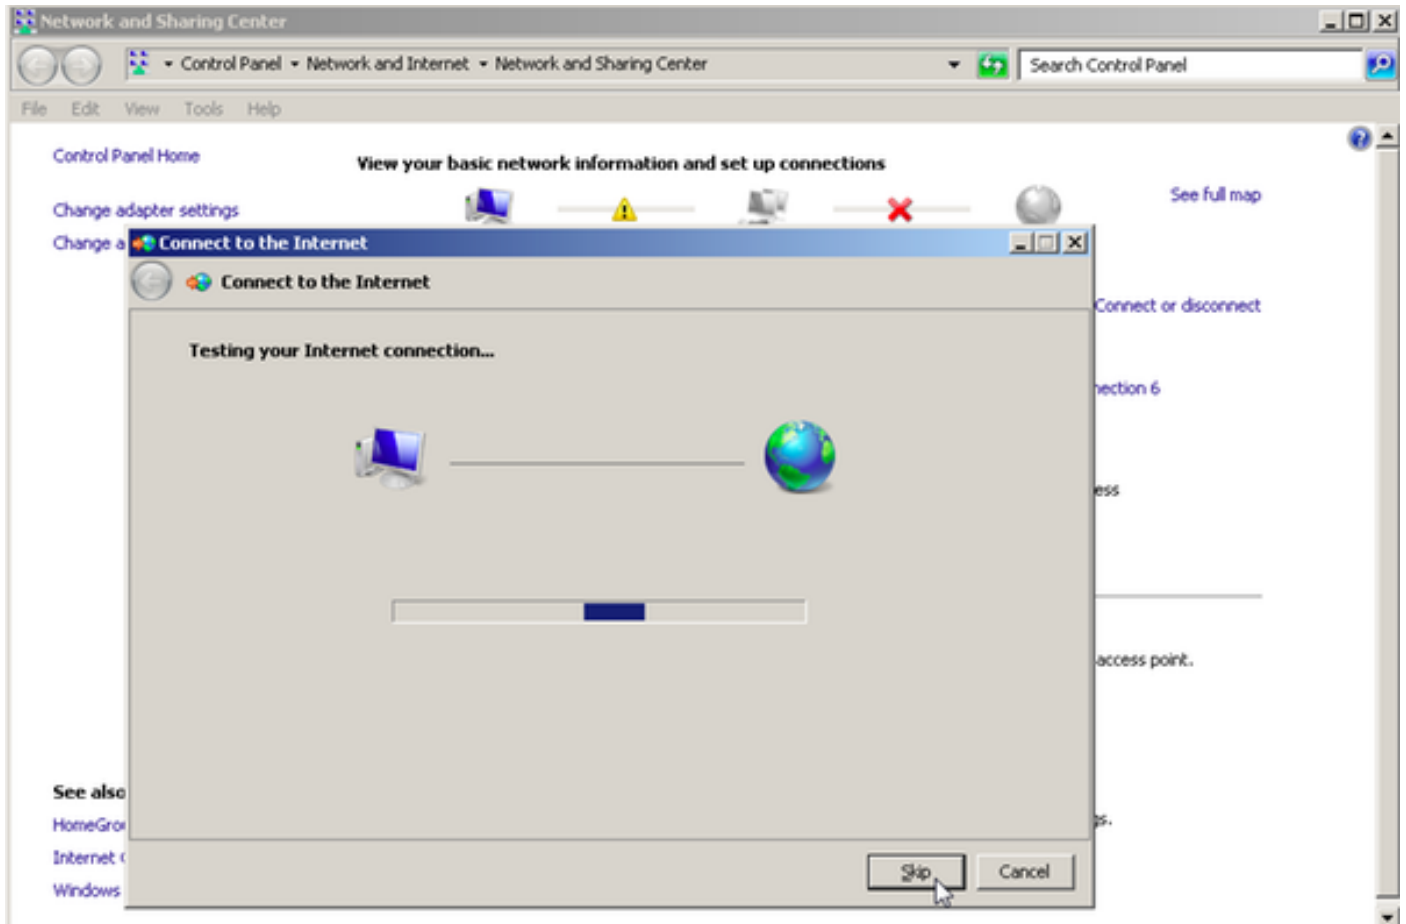 Network and Sharing Center
Control Panel Network and Internet Network and Sharing Center Search Control Panel
File Edit View Tools Help
Control Panel Home
View your basic network information and set up connections
See full map
Change adapter settings
Change a
Connect to the Internet
Connect to the Internet
Connect or disconnect
Testing your Internet connection...
nection 6
ess
access point.
See also
HomeGro
gs.
Internet
Skip Cancel
Windows